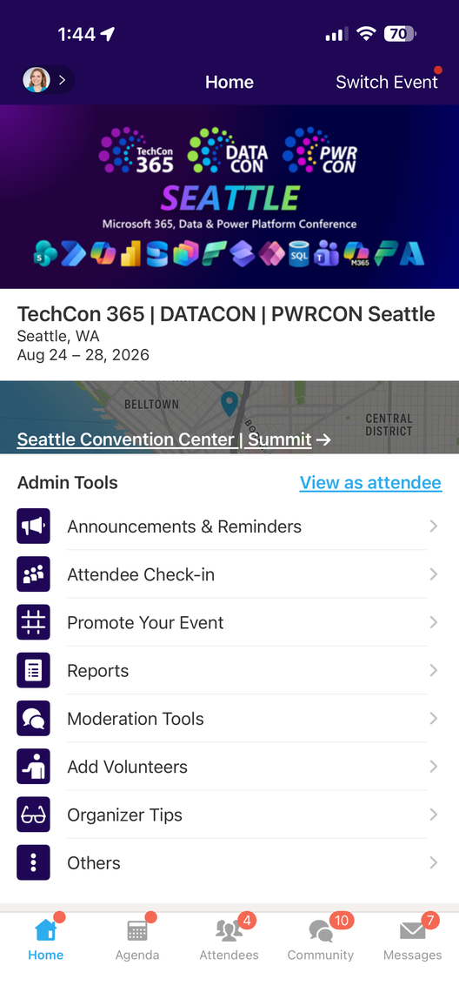 1:44
70
Home
Switch Event
TechCon
365
DATA
CON
PWR
CON
SEATTLE
Microsoft 365, Data & Power Platform Conference
S
SQL
T
M365
TechCon 365 | DATACON | PWRCON Seattle
Seattle, WA
Aug 24 – 28, 2026
BELLTOWN
CENTRAL
DISTRICT
Seattle Convention Center | Summit →
Admin Tools
View as attendee
Announcements & Reminders
Attendee Check-in
Promote Your Event
Reports
Moderation Tools
Add Volunteers
Organizer Tips
Others
4
10
7
Home
Agenda
Attendees
Community
Messages